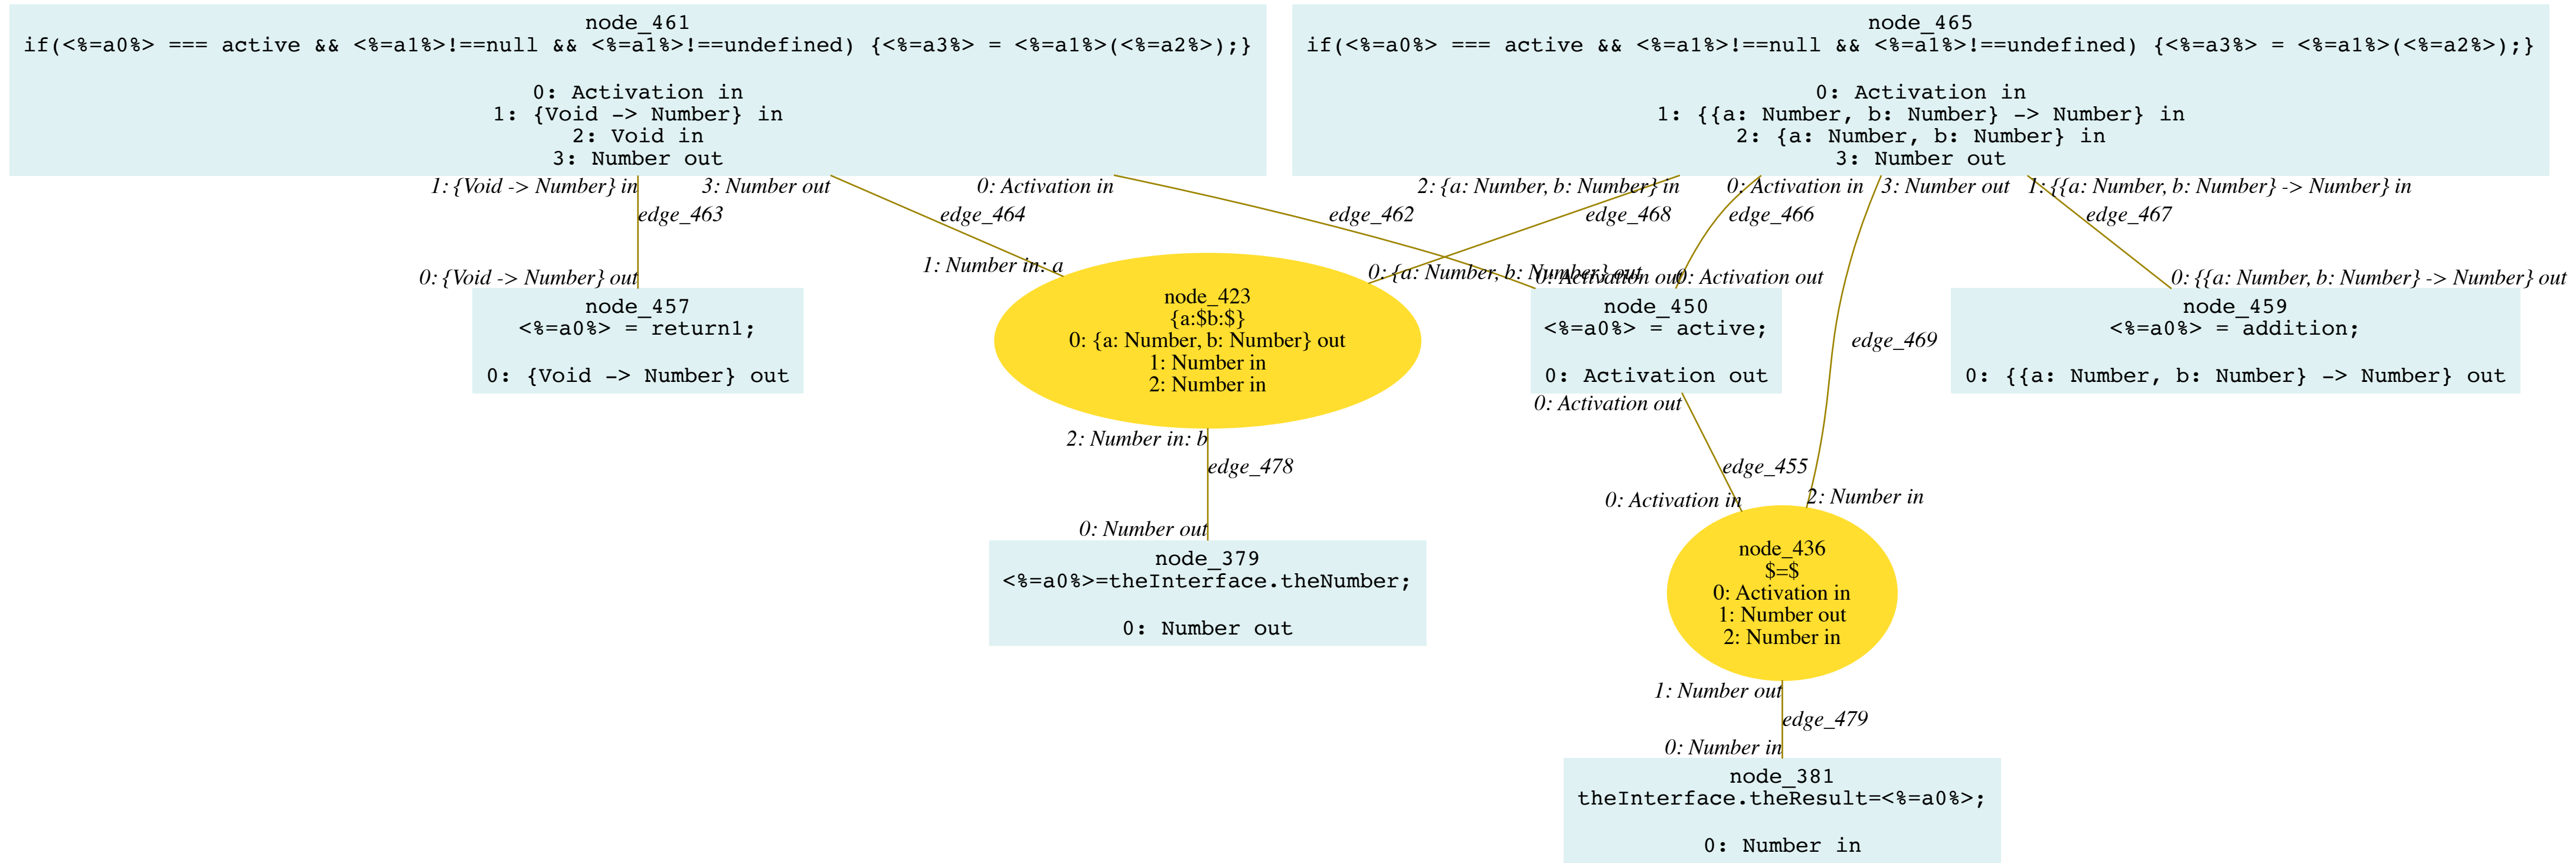 node_461
if(<%=a0%> === active && <%=a1%>!==null && <%=a1%>!==undefined) {<%=a3%> = <%=a1%>(<%=a2%>);}
0: Activation in
1: {Void -> Number} in
2: Void in
3: Number out
node_465
if(<%=a0%> === active && <%=a1%>!==null && <%=a1%>!==undefined) {<%=a3%> = <%=a1%>(<%=a2%>);}
0: Activation in
1: {{a: Number, b: Number} -> Number} in
2: {a: Number, b: Number} in
3: Number out
1: {Void -> Number} in
3: Number out
0: Activation in
2: {a: Number, b: Number} in
0: Activation in
3: Number out
1: {{a: Number, b: Number} -> Number} in
edge_463
edge_464
edge_462
edge_468
edge_466
edge_467
0: {Void -> Number} out
1: Number in: a
0: {a: Number, b: Number} out
0: Activation out
0: Activation out
0: {{a: Number, b: Number} -> Number} out
node_457
<%=a0%> = return1;
0: {Void -> Number} out
node_423
{a:$b:$}
0: {a: Number, b: Number} out
1: Number in
2: Number in
node_450
<%=a0%> = active;
0: Activation out
edge_469
node_459
<%=a0%> = addition;
0: {{a: Number, b: Number} -> Number} out
2: Number in: b
0: Activation out
edge_478
edge_455
0: Number out
0: Activation in
2: Number in
node_379
<%=a0%>=theInterface.theNumber;
0: Number out
node_436
$=$
0: Activation in
1: Number out
2: Number in
1: Number out
edge_479
0: Number in
node_381
theInterface.theResult=<%=a0%>;
0: Number in